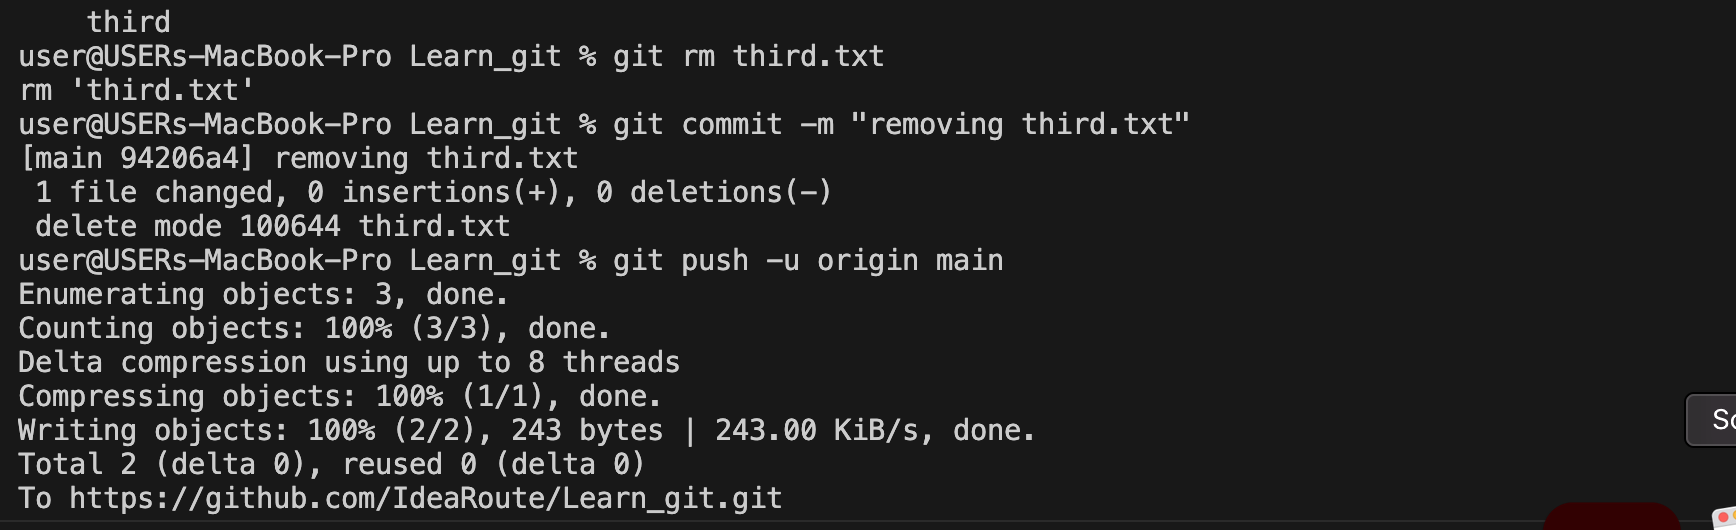 third
user@USERs-MacBook-Pro Learn_git % git rm third.txt
rm 'third.txt'
user@USERs-MacBook-Pro Learn_git % git commit -m "removing third.txt"
[main 94206a4] removing third.txt
 1 file changed, 0 insertions(+), 0 deletions(-)
 delete mode 100644 third.txt
user@USERs-MacBook-Pro Learn_git % git push -u origin main
Enumerating objects: 3, done.
Counting objects: 100% (3/3), done.
Delta compression using up to 8 threads
Compressing objects: 100% (1/1), done.
Writing objects: 100% (2/2), 243 bytes | 243.00 KiB/s, done.
Total 2 (delta 0), reused 0 (delta 0)
To https://github.com/IdeaRoute/Learn_git.git